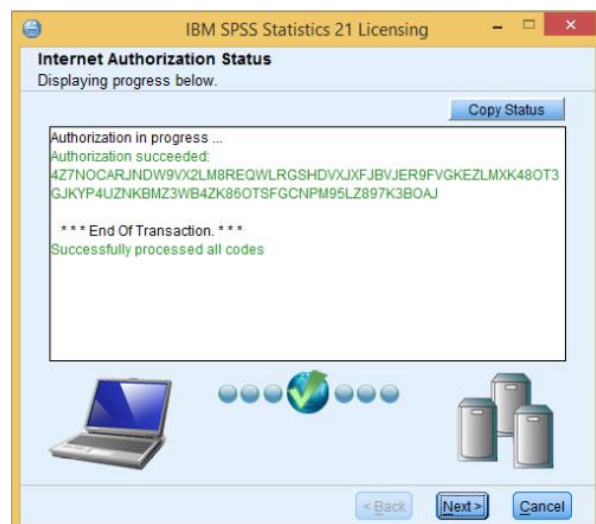 IBM SPSS Statistics 21 Licensing
Internet Authorization Status
Displaying progress below.
Copy Status
Authorization in progress ...
Authorization succeeded:
4Z7NOCARJNDW9VX2LM8REQWLRGSHDVXJXFJBVJER9FVGKEZLMXK48OT3
GJKYP4UZNKBMZ3WB4ZK86OTSFGCNPM95LZ897K3BOAJ
* * * End Of Transaction. * * *
Successfully processed all codes
< Back
Next >
Cancel